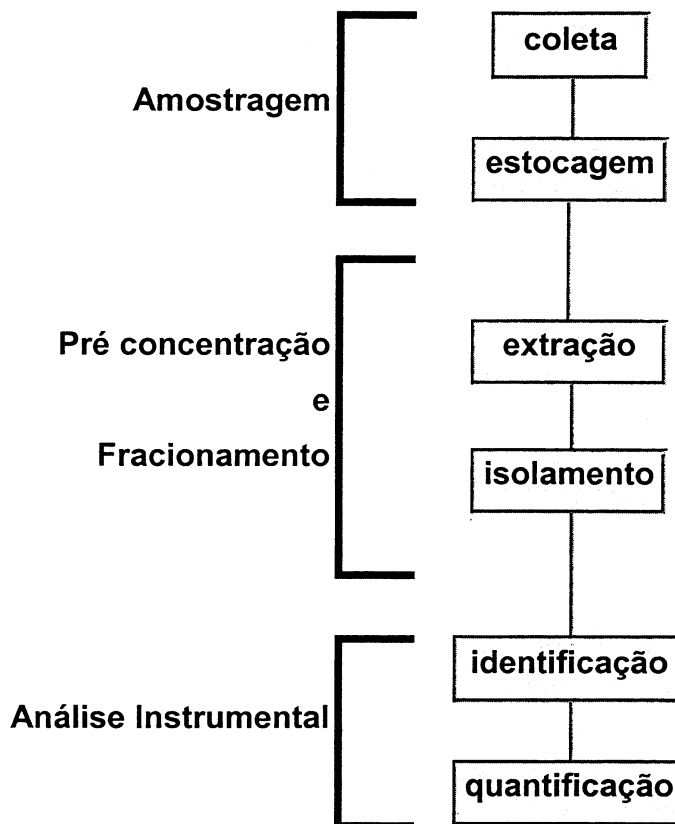 coleta
Amostragem
estocagem
Pré concentração
e
Fracionamento
extração
isolamento
Análise Instrumental
identificação
quantificação